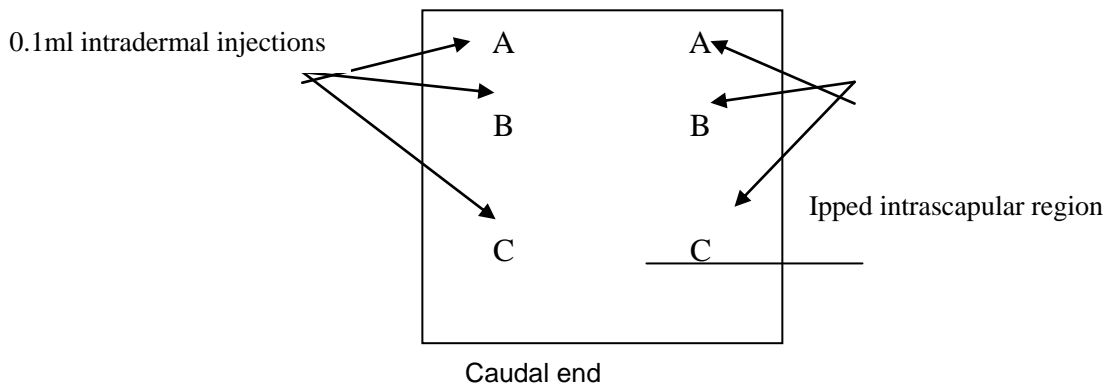 0.1ml intradermal injections
A A
B B
Ipped intrascapular region
C C
Caudal end